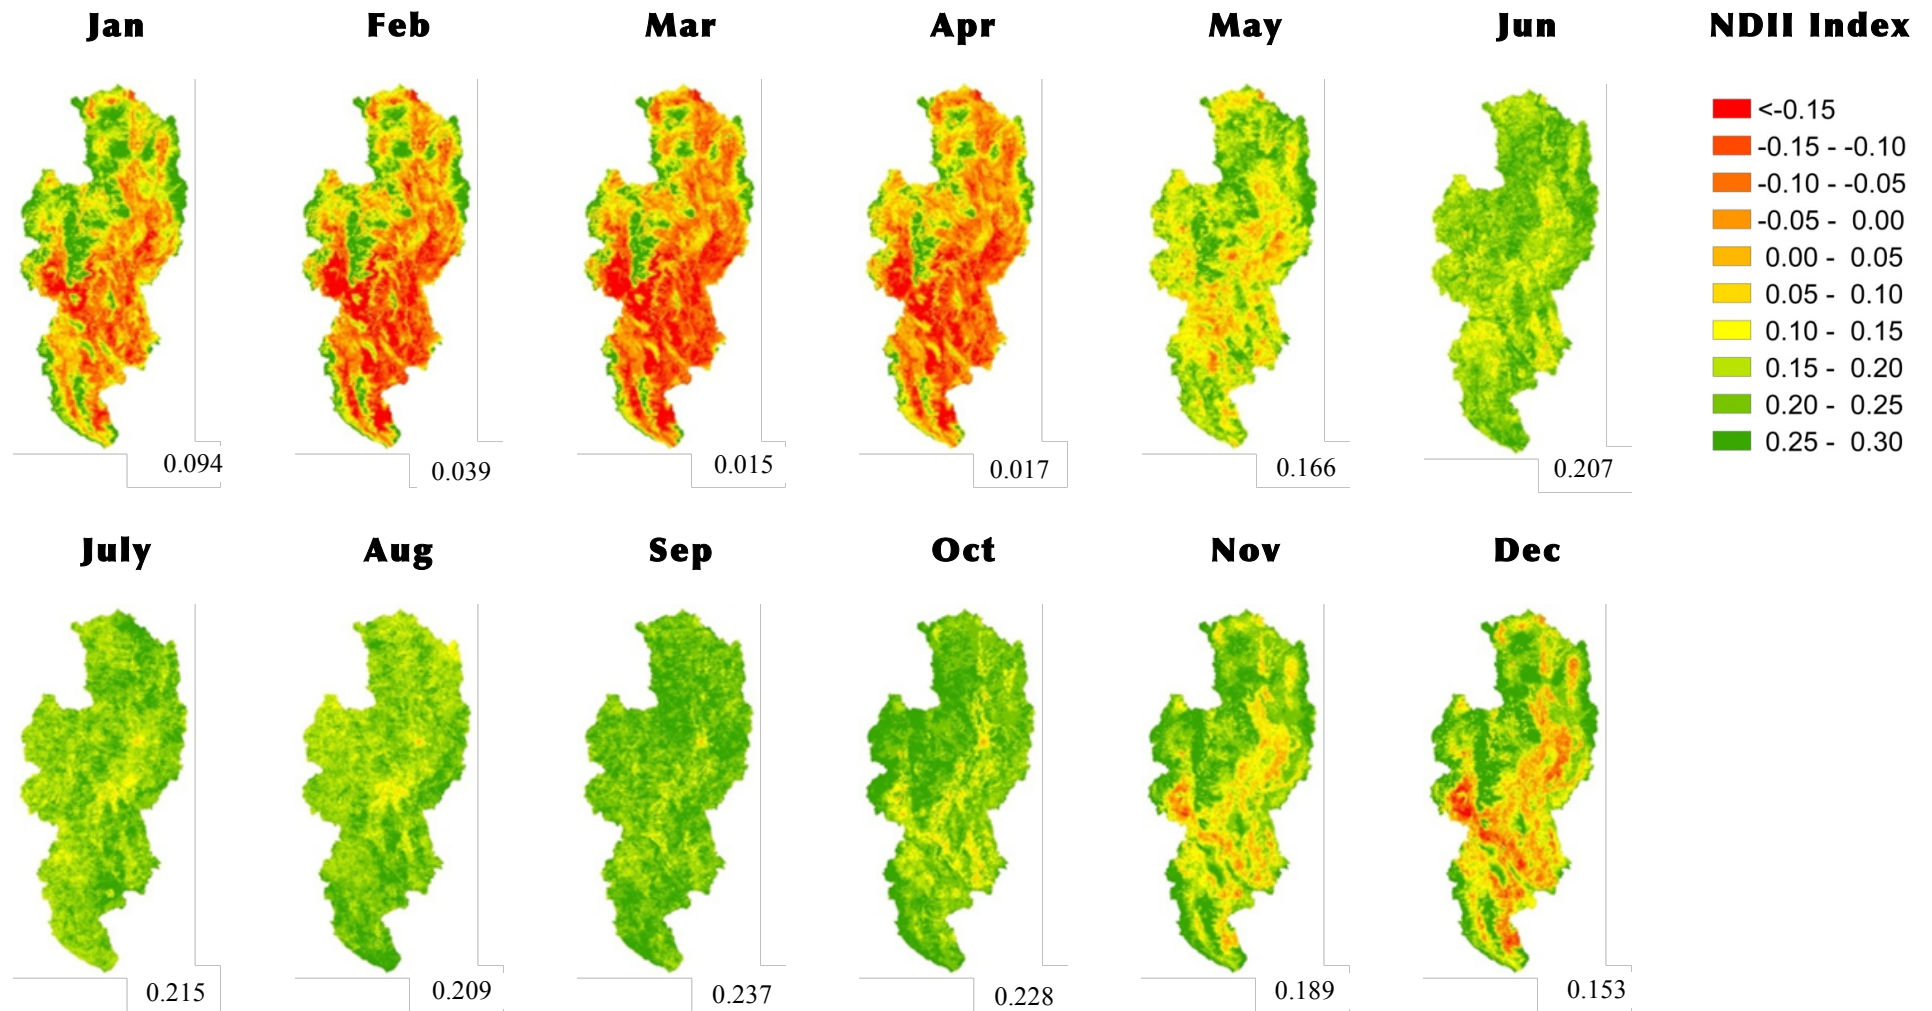 Jan Feb Mar Apr May Jun NDII Index
<-0.15
-0.15 - -0.10
-0.10 - -0.05
-0.05 - 0.00
0.00 - 0.05
0.05 - 0.10
0.10 - 0.15
0.15 - 0.20
0.20 - 0.25
0.25 - 0.30
0.094 0.039 0.015 0.017 0.166 0.207
July Aug Sep Oct Nov Dec
0.215 0.209 0.237 0.228 0.189 0.153